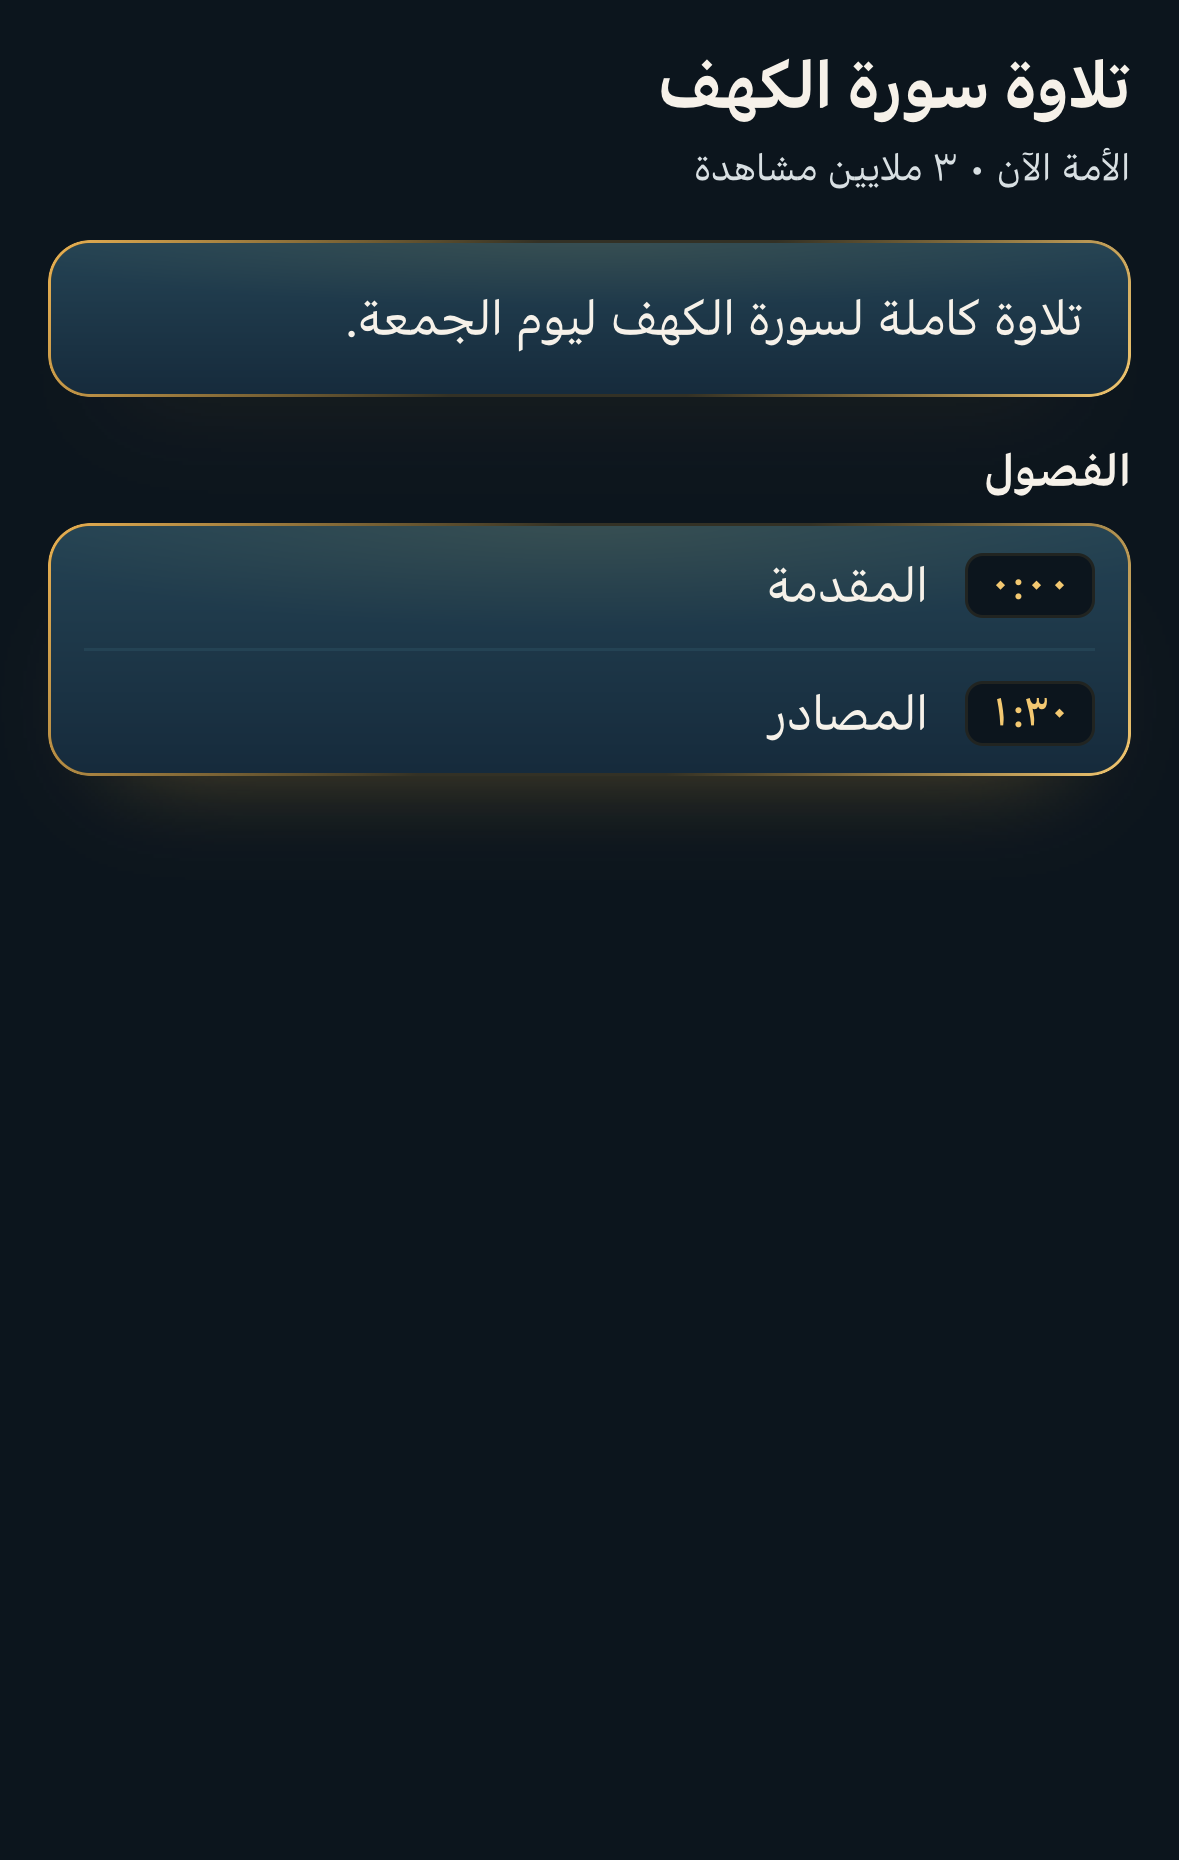 تلاوة سورة الكهف
الأمة الآن • ٣ ملايين مشاهدة
تلاوة كاملة لسورة الكهف ليوم الجمعة.
الفصول
٠:٠٠ المقدمة
١:٣٠ المصادر